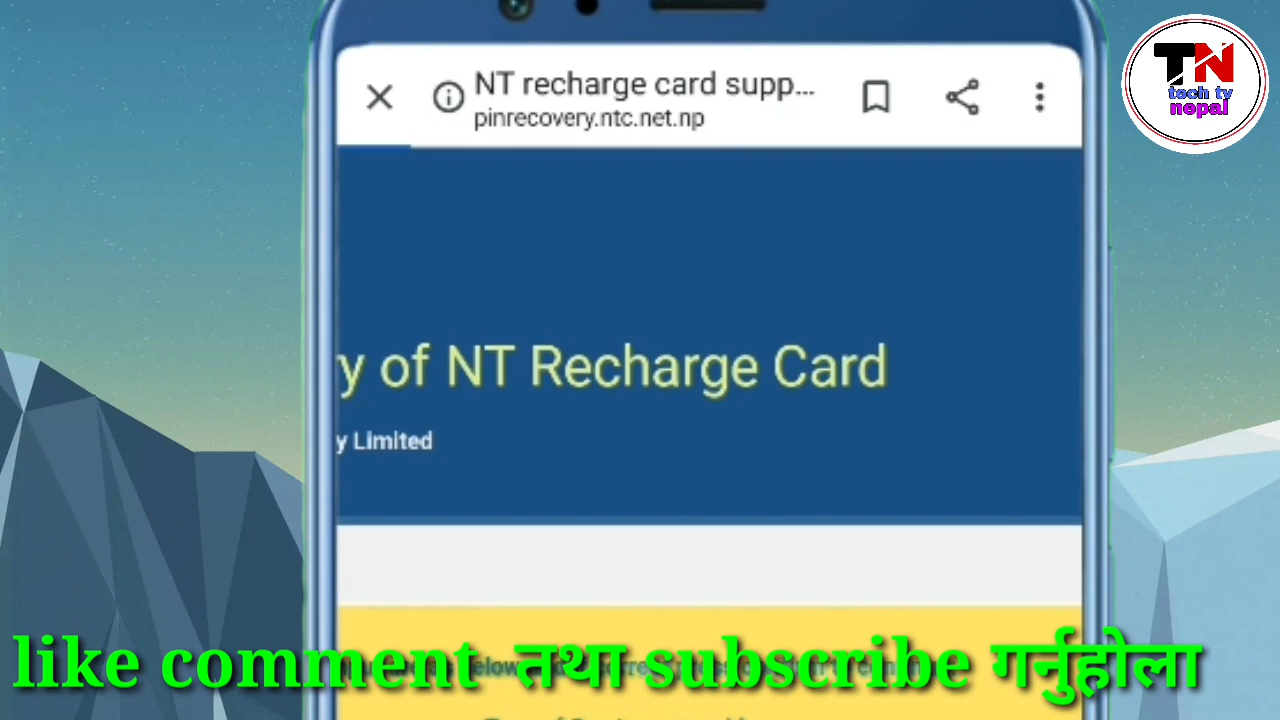 NT recharge card supp...
pinrecovery.ntc.net.np
TN
tech tv
nepal
y of NT Recharge Card
y Limited
like comment तथा subscribe गर्नुहोला